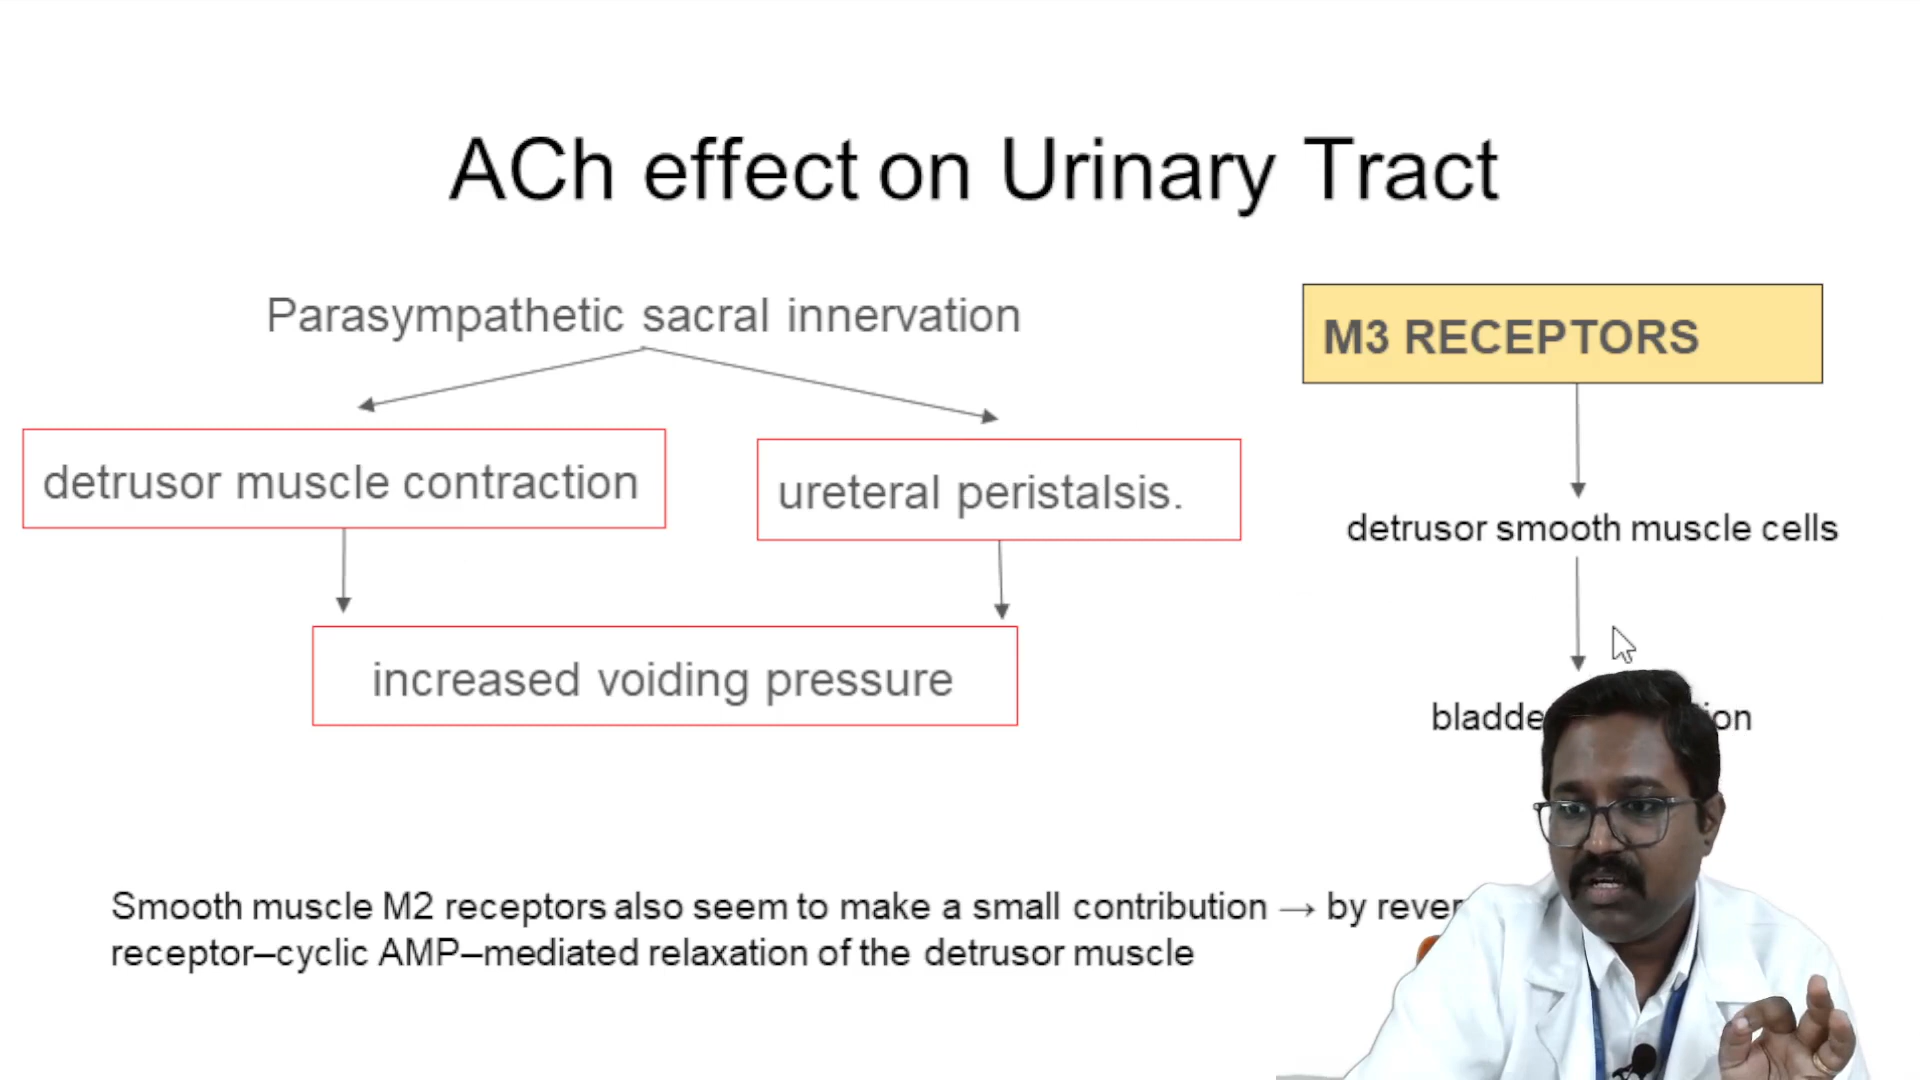 ACh effect on Urinary Tract
Parasympathetic sacral innervation
M3 RECEPTORS
detrusor muscle contraction
ureteral peristalsis.
detrusor smooth muscle cells
increased voiding pressure
Smooth muscle M2 receptors also seem to make a small contribution → by
receptor–cyclic AMP–mediated relaxation of the detrusor muscle